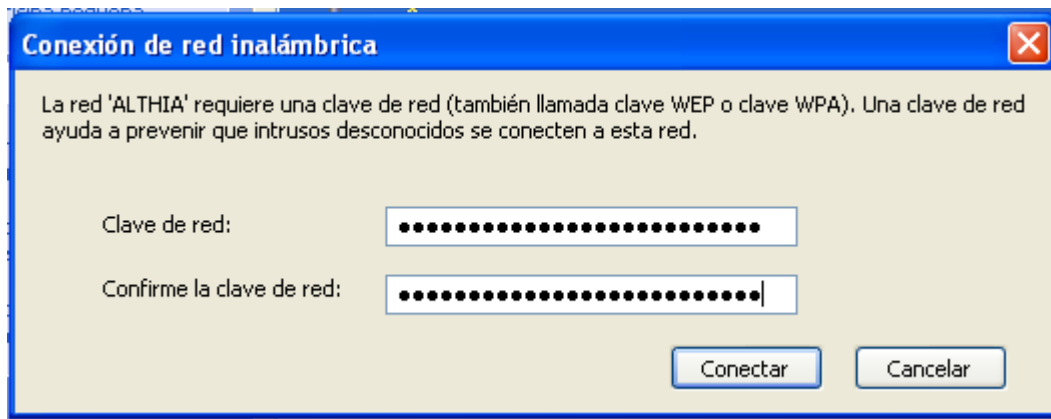 Conexión de red inalámbrica
La red 'ALTHIA' requiere una clave de red (también llamada clave WEP o clave WPA). Una clave de red
ayuda a prevenir que intrusos desconocidos se conecten a esta red.
Clave de red: ••••••••••••••••••••••••••
Confirme la clave de red: ••••••••••••••••••••••••••
Conectar Cancelar